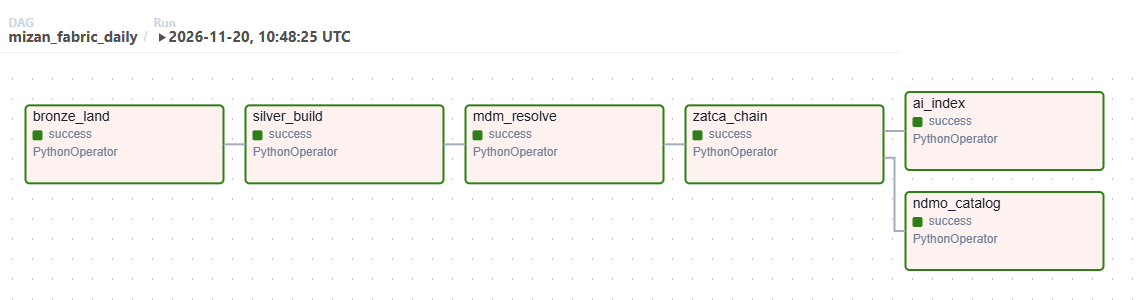 DAG
Run
mizan_fabric_daily / 2026-11-20, 10:48:25 UTC
bronze_land
success
PythonOperator
silver_build
success
PythonOperator
mdm_resolve
success
PythonOperator
zatca_chain
success
PythonOperator
ai_index
success
PythonOperator
ndmo_catalog
success
PythonOperator